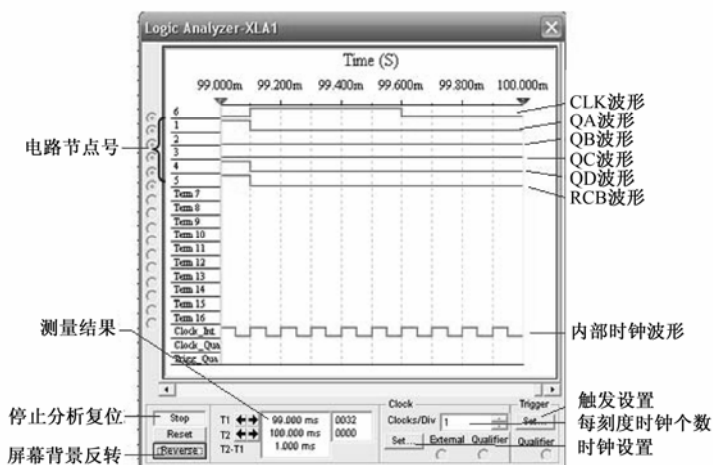 Logic Analyzer-XLA1
Time (S)
99.000m 99.200m 99.400m 99.600m 99.800m 100.000m
6
1
2
3
4
5
Term 7
Term 8
Term 9
Term 10
Term 11
Term 12
Term 13
Term 14
Term 15
Term 16
Clock_Int
Clock_Qua
Trigg_Qua
电路节点号
测量结果
停止分析复位
屏幕背景反转
CLK波形
QA波形
QB波形
QC波形
QD波形
RCB波形
内部时钟波形
触发设置
每刻度时钟个数
时钟设置
Stop
Reset
Reverse
T1 99.000 ms 0032
T2 100.000 ms 0000
T2-T1 1.000 ms
Clock
Clocks/Div 1
Set... External Qualifier
Trigger
Set...
Qualifier